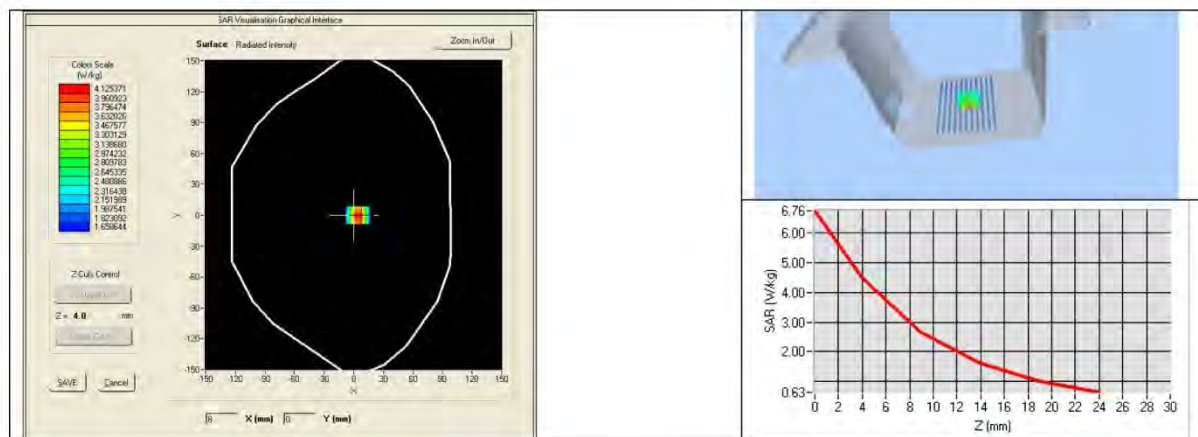 SAR Visualisation Graphical Interface
Surface Radiated Intensity
Zoom In/Out
Colors Scale
(W/kg)
4.125371
3.960923
3.796474
3.632026
3.467577
3.303129
3.138680
2.974232
2.809783
2.645335
2.480886
2.316438
2.151989
1.987541
1.823092
1.658644
150
120
90
60
30
0
-30
-60
-90
-120
-150
Y
-150 -120 -90 -60 -30 0 30 60 90 120 150
X
Z-Cuts Control
Z = 4.0 mm
SAVE Cancel
8 X (mm) 0 Y (mm)
6.76
6.00
5.00
4.00
3.00
2.00
0.63
SAR (W/kg)
0 2 4 6 8 10 12 14 16 18 20 22 24 26 28 30
Z (mm)